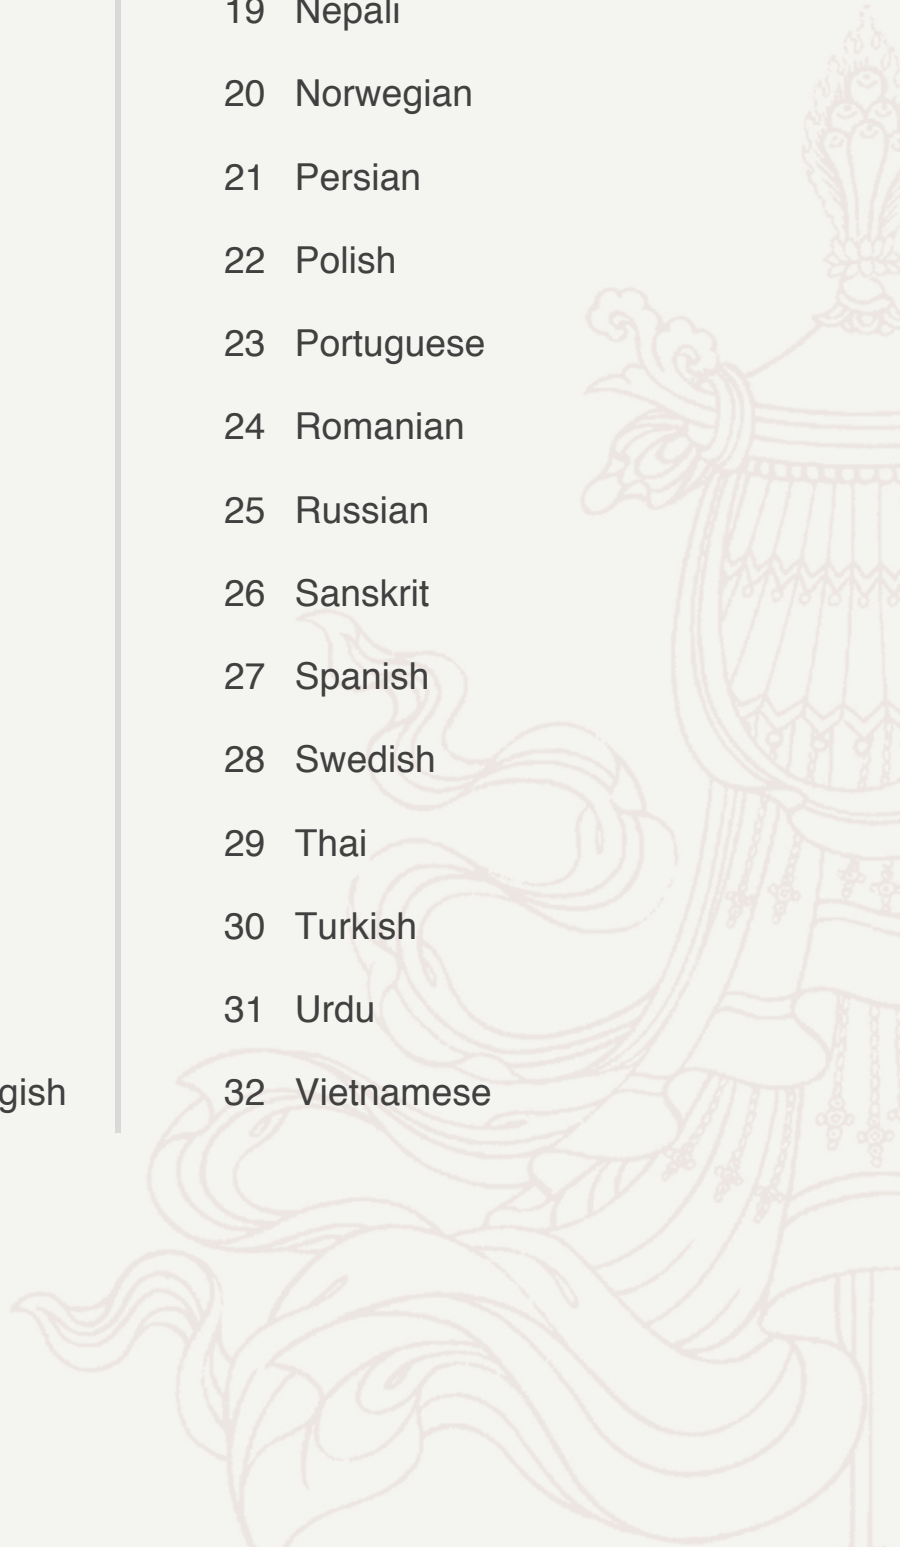 19 Nepali
20 Norwegian
21 Persian
22 Polish
23 Portuguese
24 Romanian
25 Russian
26 Sanskrit
27 Spanish
28 Swedish
29 Thai
30 Turkish
31 Urdu
gish
32 Vietnamese